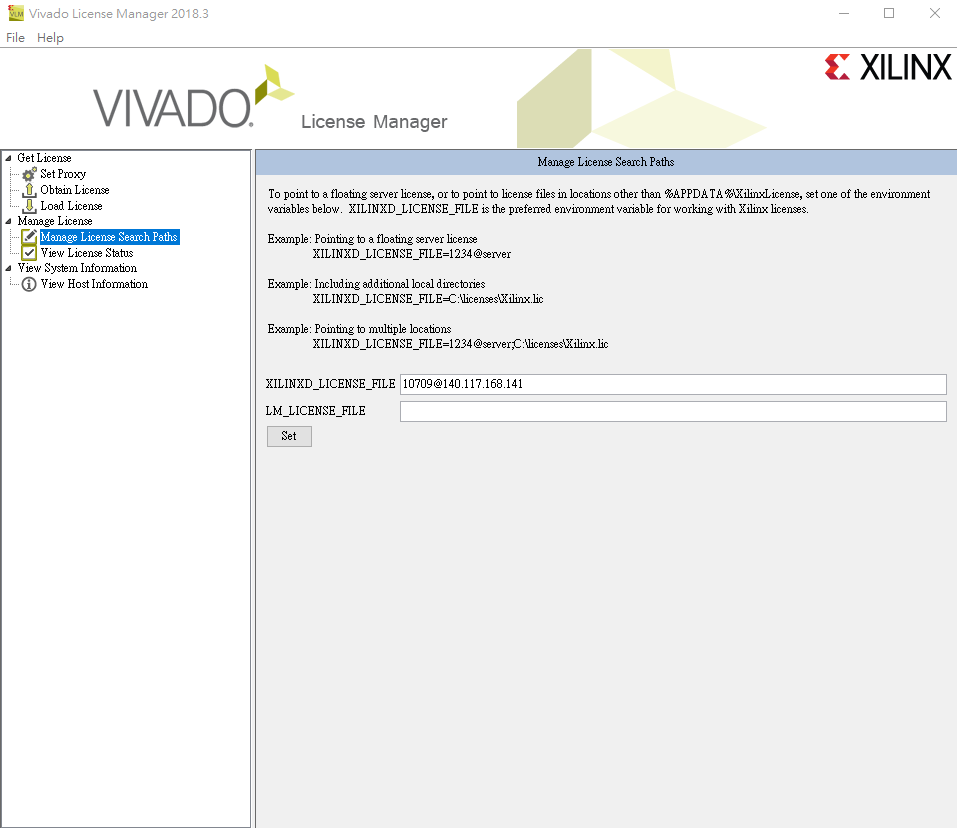 VLM Vivado License Manager 2018.3
File Help
VIVADO. License Manager
XILINX
Get License
Set Proxy
Obtain License
Load License
Manage License
Manage License Search Paths
View License Status
View System Information
View Host Information
Manage License Search Paths
To point to a floating server license, or to point to license files in locations other than %APPDATA%\XilinxLicense, set one of the environment
variables below. XILINXD_LICENSE_FILE is the preferred environment variable for working with Xilinx licenses.
Example: Pointing to a floating server license
XILINXD_LICENSE_FILE=1234@server
Example: Including additional local directories
XILINXD_LICENSE_FILE=C:\licenses\Xilinx.lic
Example: Pointing to multiple locations
XILINXD_LICENSE_FILE=1234@server;C:\licenses\Xilinx.lic
XILINXD_LICENSE_FILE 10709@140.117.168.141
LM_LICENSE_FILE
Set